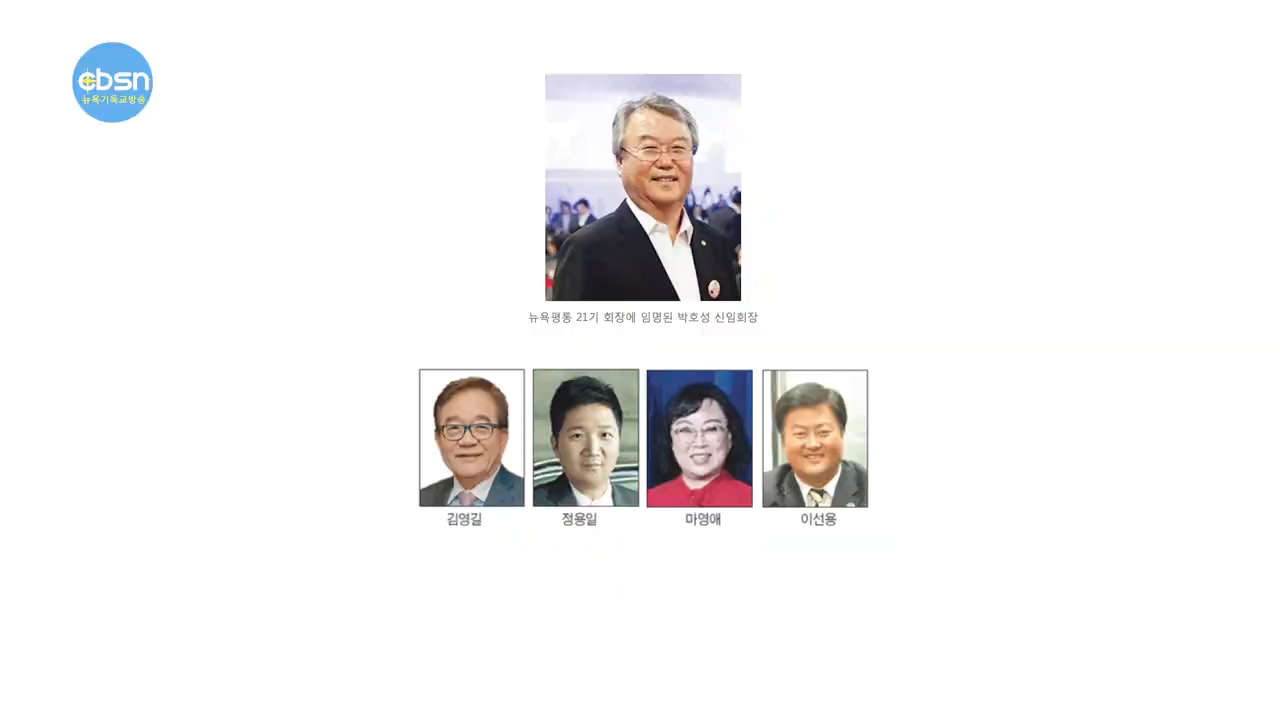 cbsn
뉴욕기독교방송
뉴욕평통 21기 회장에 임명된 박호성 신임회장
김영길
정용일
마영애
이선용